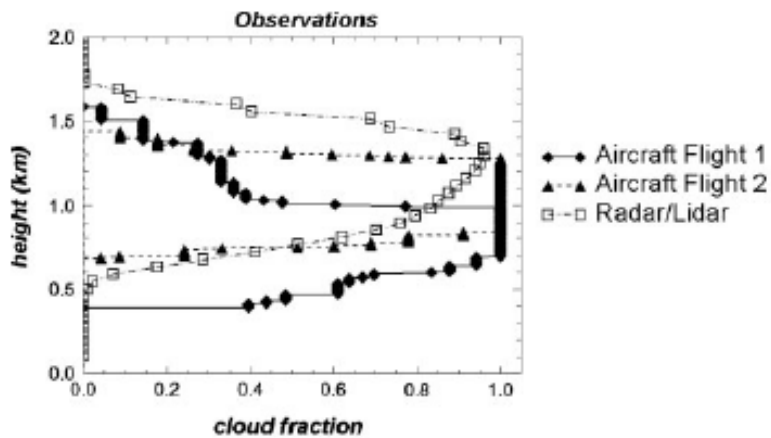 Observations
2.0
1.5
1.0
0.5
0.0
height (km)
0.0 0.2 0.4 0.6 0.8 1.0
cloud fraction
Aircraft Flight 1
Aircraft Flight 2
Radar/Lidar